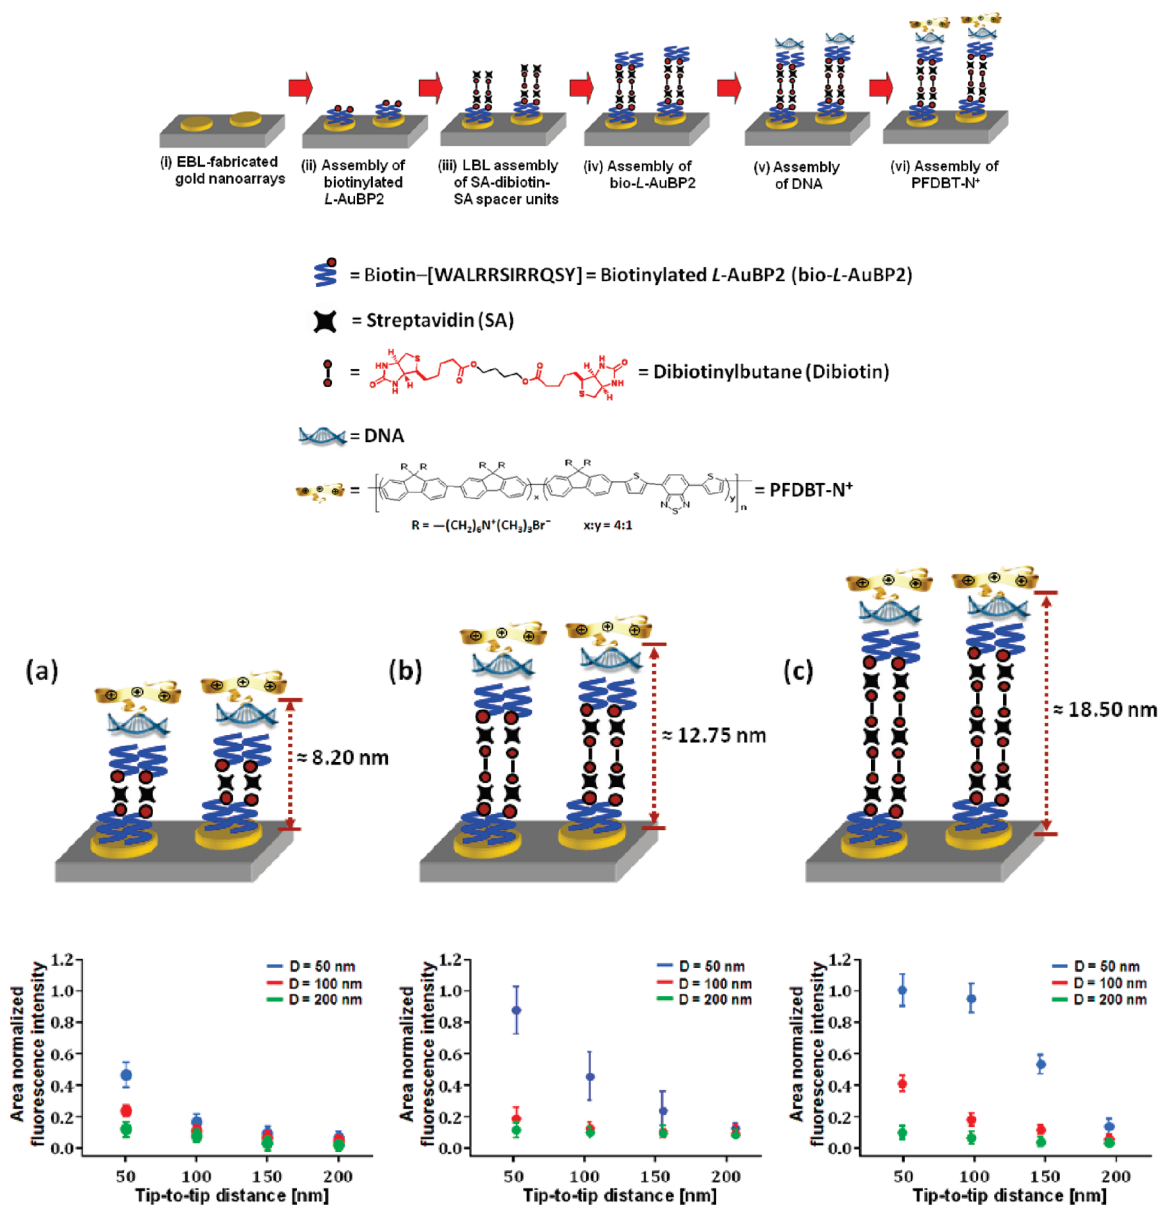 (i) EBL-fabricated
gold nanoarrays
(ii) Assembly of
biotinylated
L-AuBP2
(iii) LBL assembly
of SA-dibiotin-
SA spacer units
(iv) Assembly of
bio-L-AuBP2
(v) Assembly
of DNA
(vi) Assembly of
PFDBT-N⁺
= Biotin–[WALRRSIRRQSY] = Biotinylated L-AuBP2 (bio-L-AuBP2)
= Streptavidin (SA)
= Dibiotinylbutane (Dibiotin)
H
S
HN
O
N
H
H
O
O
O
O
H
NH
O
N
H
S
H
= DNA
= PFDBT-N⁺
R R
R R
R R
S
S
N N
S
x
y
n
R = —(CH₂)₆N⁺(CH₃)₃Br⁻ x:y = 4:1
(a)
≈ 8.20 nm
(b)
≈ 12.75 nm
(c)
≈ 18.50 nm
Area normalized
fluorescence intensity
1.2
1.0
0.8
0.6
0.4
0.2
0.0
D = 50 nm
D = 100 nm
D = 200 nm
50 100 150 200
Tip-to-tip distance [nm]
Area normalized
fluorescence intensity
1.2
1.0
0.8
0.6
0.4
0.2
0.0
D = 50 nm
D = 100 nm
D = 200 nm
50 100 150 200
Tip-to-tip distance [nm]
Area normalized
fluorescence intensity
1.2
1.0
0.8
0.6
0.4
0.2
0.0
D = 50 nm
D = 100 nm
D = 200 nm
50 100 150 200
Tip-to-tip distance [nm]